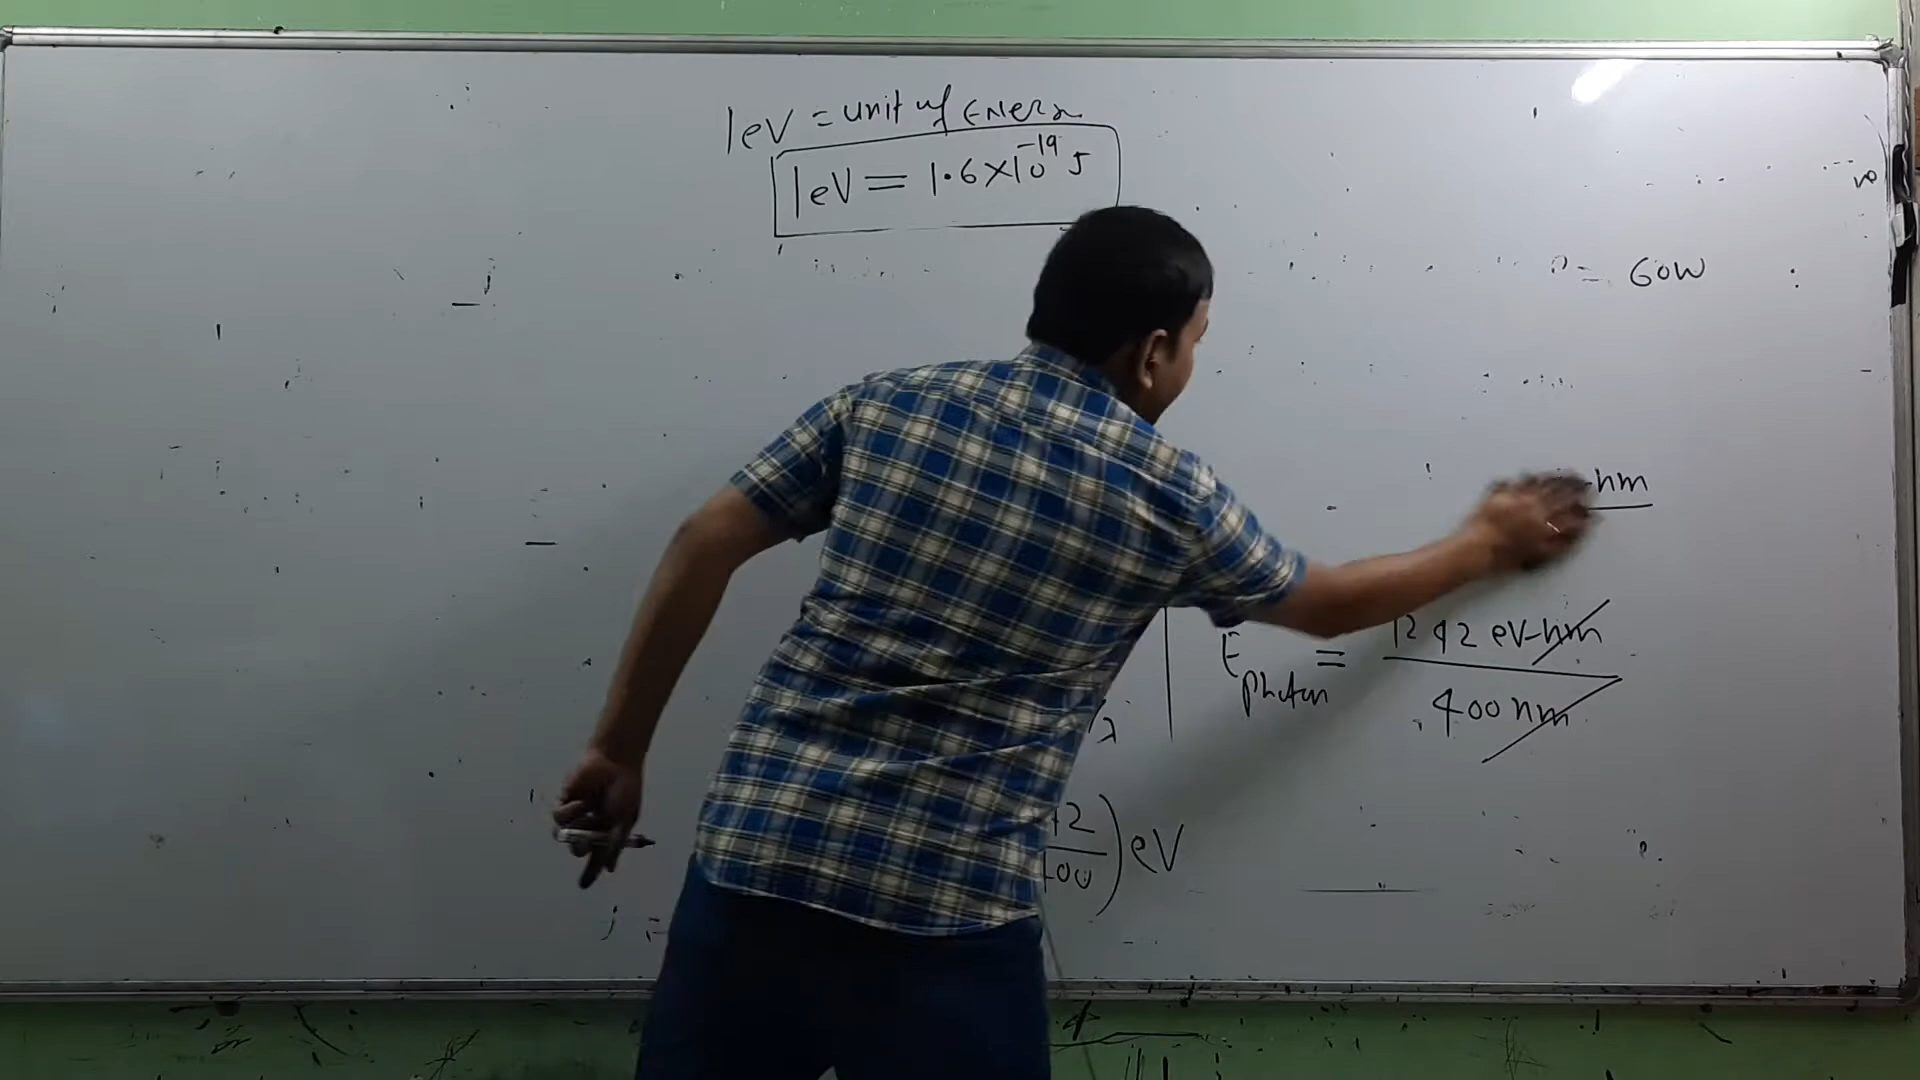 1eV = unit of
1eV = 1.6×10⁻¹⁹ J
P = 60W
nm
E photon = 1242 eV-nm / 400 nm
/λ
42 / 400 ) eV